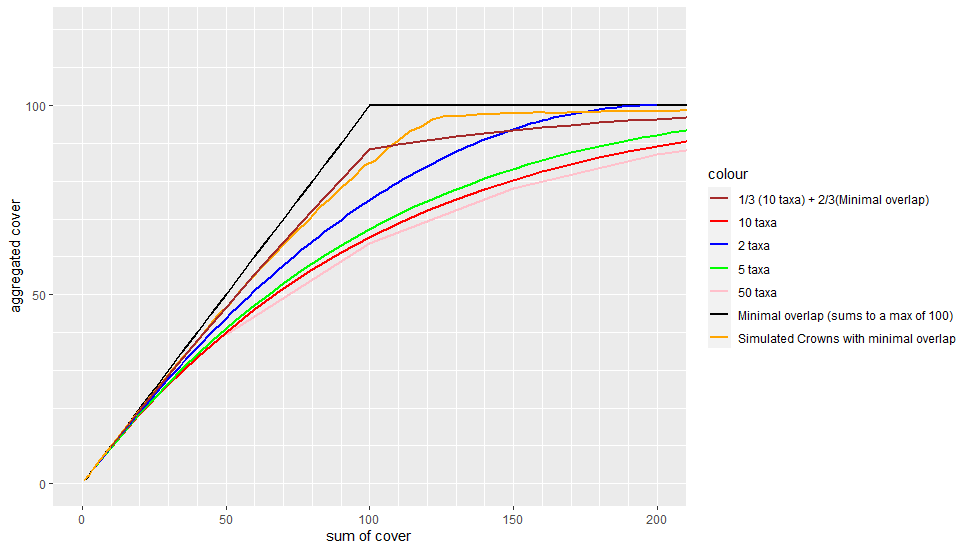 100
50
0
aggregated cover
0
50
100
150
200
sum of cover
colour
1/3 (10 taxa) + 2/3(Minimal overlap)
10 taxa
2 taxa
5 taxa
50 taxa
Minimal overlap (sums to a max of 100)
Simulated Crowns with minimal overlap